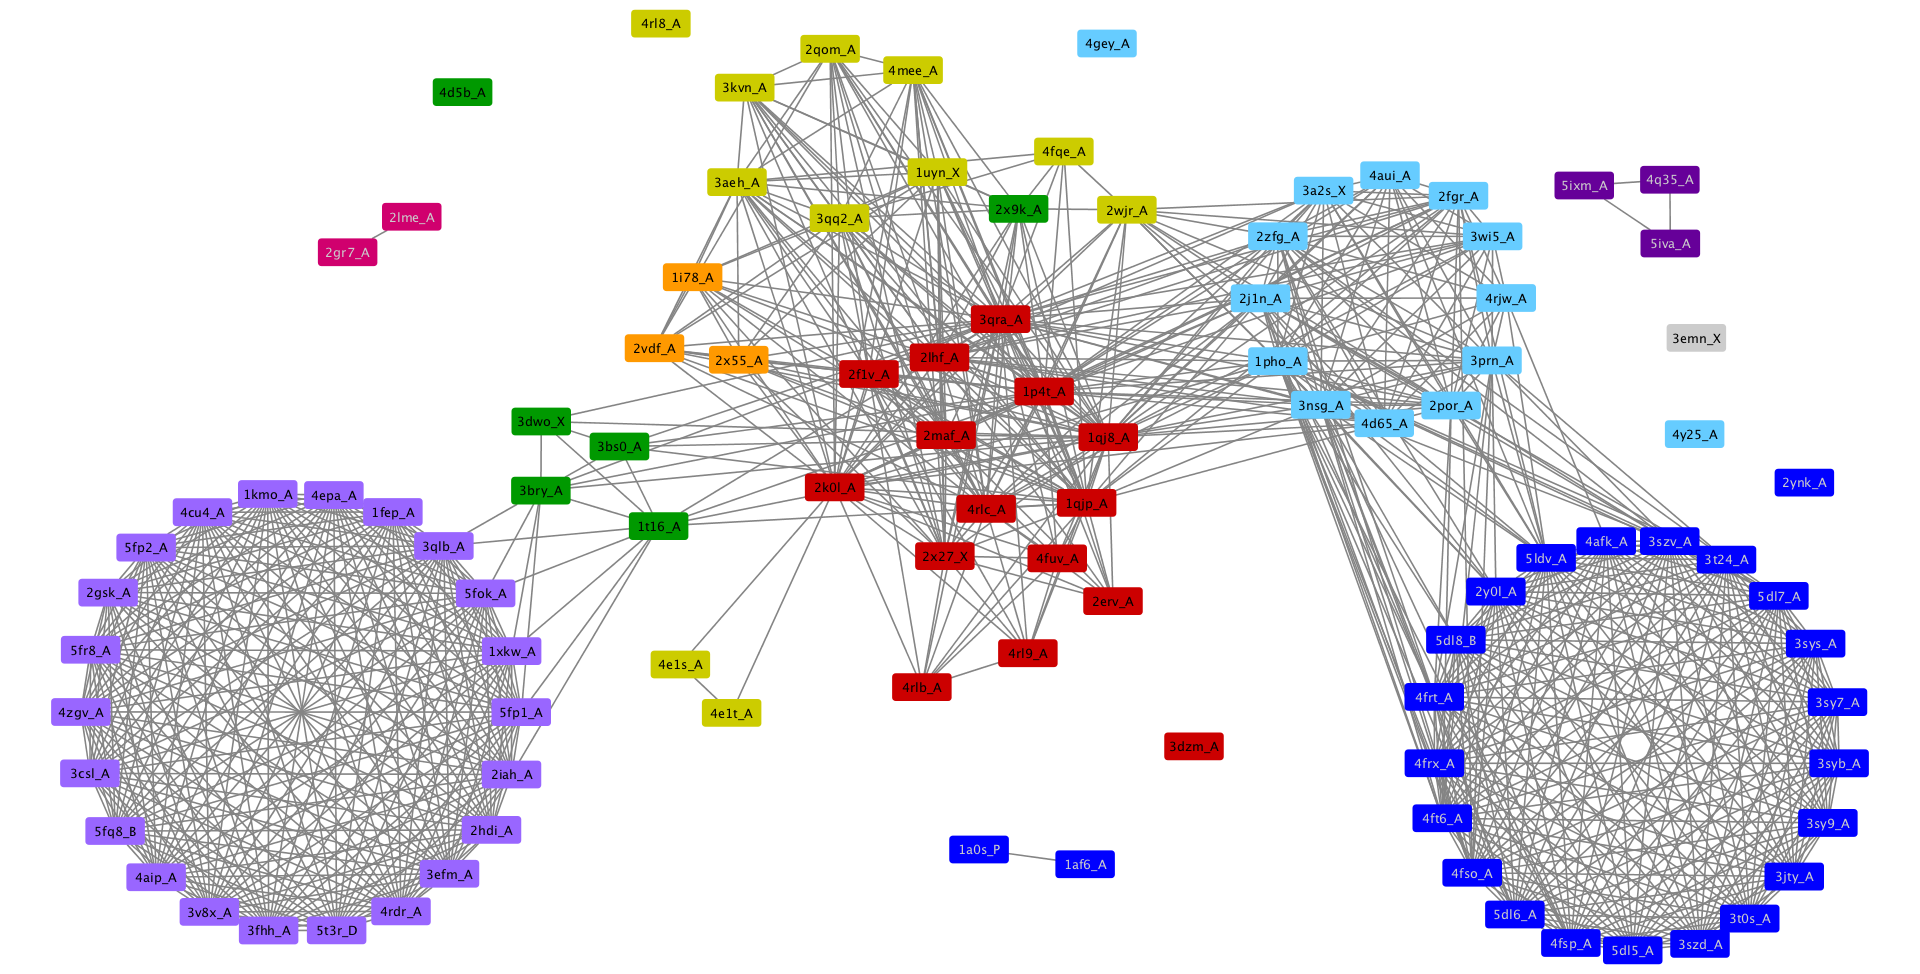 4rl8_A
4gey_A
2qom_A
4mee_A
3kvn_A
4d5b_A
4fqe_A
1uyn_X
3aeh_A
4aui_A
3a2s_X
2fgr_A
5ixm_A
4q35_A
2lme_A
3qq2_A
2x9k_A
2wjr_A
2zfg_A
3wi5_A
5iva_A
2gr7_A
1i78_A
2j1n_A
4rjw_A
3qra_A
3emn_X
2vdf_A
2x55_A
2lhf_A
2f1v_A
1pho_A
3prn_A
1p4t_A
3nsg_A
2por_A
3dwo_X
4d65_A
3bs0_A
2maf_A
1qj8_A
4y25_A
3bry_A
2k0l_A
2ynk_A
1kmo_A
4epa_A
4cu4_A
1fep_A
4rlc_A
1qjp_A
1t16_A
5fp2_A
3qlb_A
2x27_X
4fuv_A
5ldv_A
4afk_A
3szv_A
3t24_A
2gsk_A
5fok_A
2erv_A
2y0l_A
5dl7_A
5fr8_A
1xkw_A
4e1s_A
4rl9_A
5dl8_B
3sys_A
4zgv_A
5fp1_A
4e1t_A
4rlb_A
4frt_A
3sy7_A
3csl_A
2iah_A
3dzm_A
4frx_A
3syb_A
5fq8_B
2hdi_A
4ft6_A
3sy9_A
4aip_A
3efm_A
1a0s_P
1af6_A
4fso_A
3jty_A
3v8x_A
4rdr_A
5dl6_A
3t0s_A
3fhh_A
5t3r_D
4fsp_A
5dl5_A
3szd_A